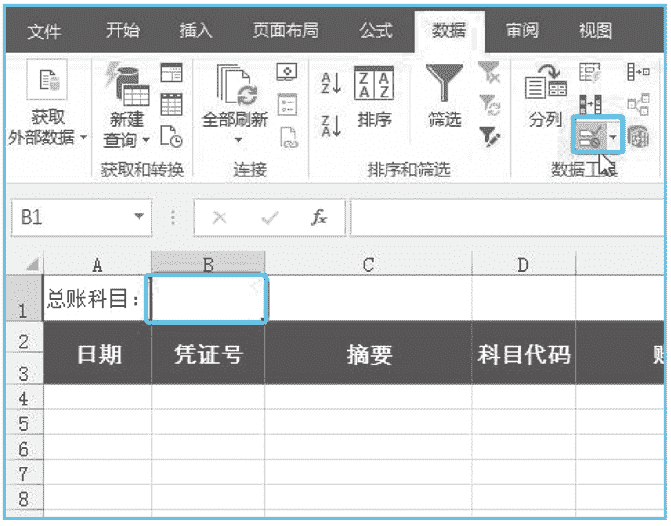 文件 开始 插入 页面布局 公式 数据 审阅 视图
获取
外部数据
新建
查询
全部刷新
排序
筛选
分列
获取和转换 连接 排序和筛选 数据工具
B1 fx
A B C D
1 总账科目：
2
3 日期 凭证号 摘要 科目代码
4
5
6
7
8